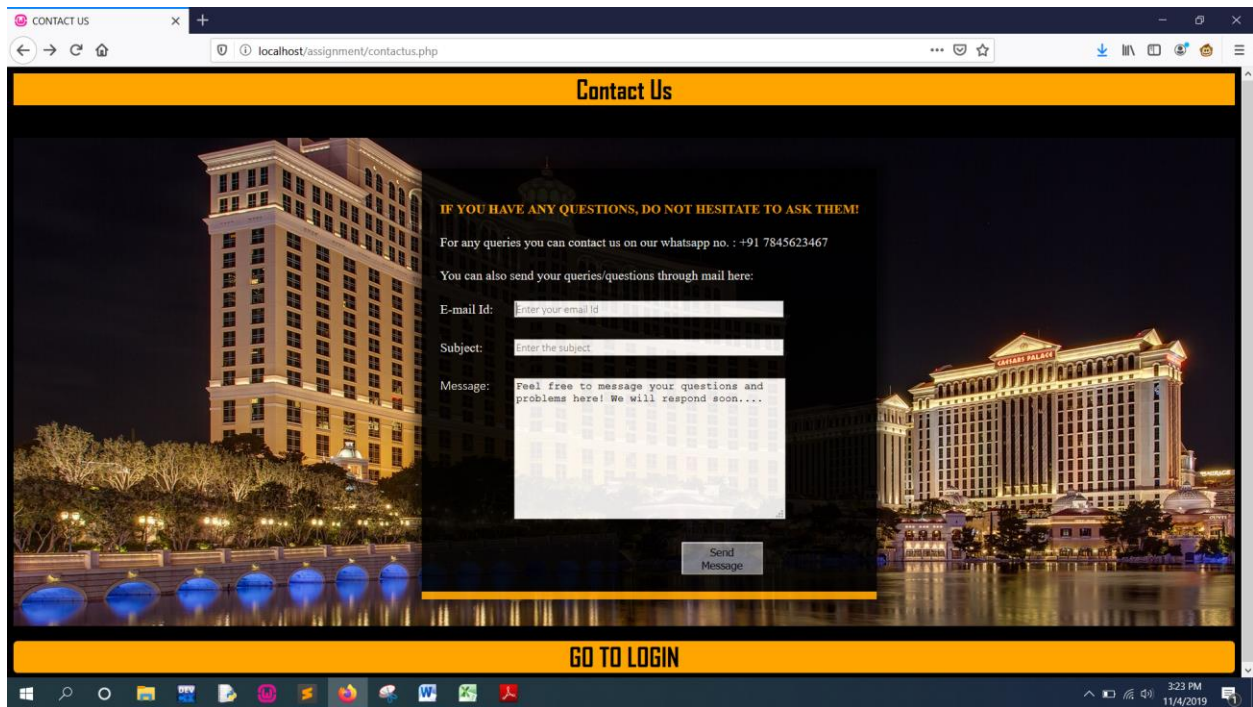 CONTACT US
localhost/assignment/contactus.php
Contact Us
IF YOU HAVE ANY QUESTIONS, DO NOT HESITATE TO ASK THEM!
For any queries you can contact us on our whatsapp no. : +91 7845623467
You can also send your queries/questions through mail here:
E-mail Id: Enter your email Id
Subject: Enter the subject
Message: Feel free to message your questions and
problems here! We will respond soon....
CAESARS PALACE
Send
Message
GO TO LOGIN
DEV
3:23 PM
11/4/2019
1